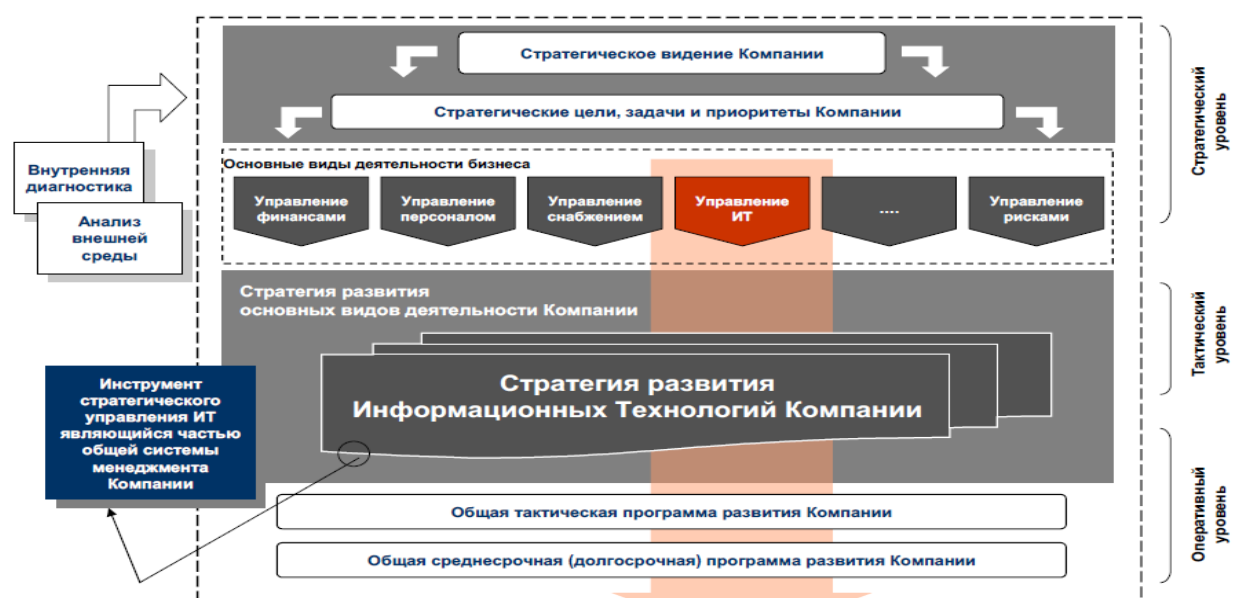 Стратегическое видение Компании
Стратегические цели, задачи и приоритеты Компании
Стратегический
уровень
Внутренняя
диагностика
Анализ
внешней
среды
Основные виды деятельности бизнеса
Управление
финансами
Управление
персоналом
Управление
снабжением
Управление
ИТ
....
Управление
рисками
Стратегия развития
основных видов деятельности Компании
Тактический
уровень
Стратегия развития
Информационных Технологий Компании
Инструмент
стратегического
управления ИТ
являющийся частью
общей системы
менеджмента
Компании
Оперативный
уровень
Общая тактическая программа развития Компании
Общая среднесрочная (долгосрочная) программа развития Компании